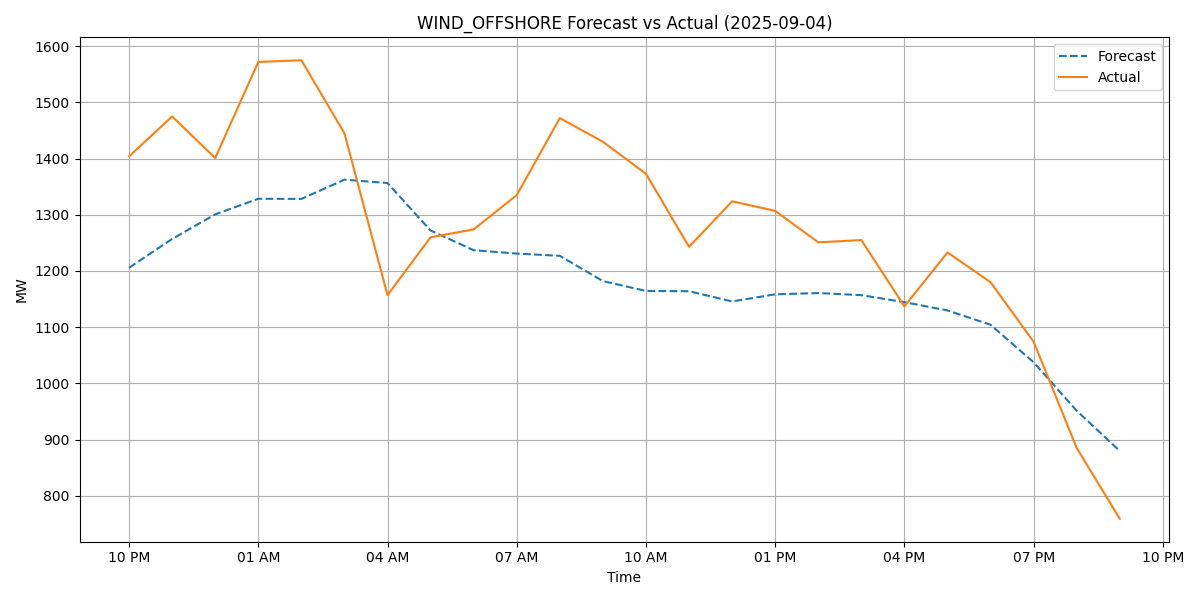 WIND_OFFSHORE Forecast vs Actual (2025-09-04)
Forecast
Actual
1600
1500
1400
1300
1200
1100
1000
900
800
MW
10 PM 01 AM 04 AM 07 AM 10 AM 01 PM 04 PM 07 PM 10 PM
Time